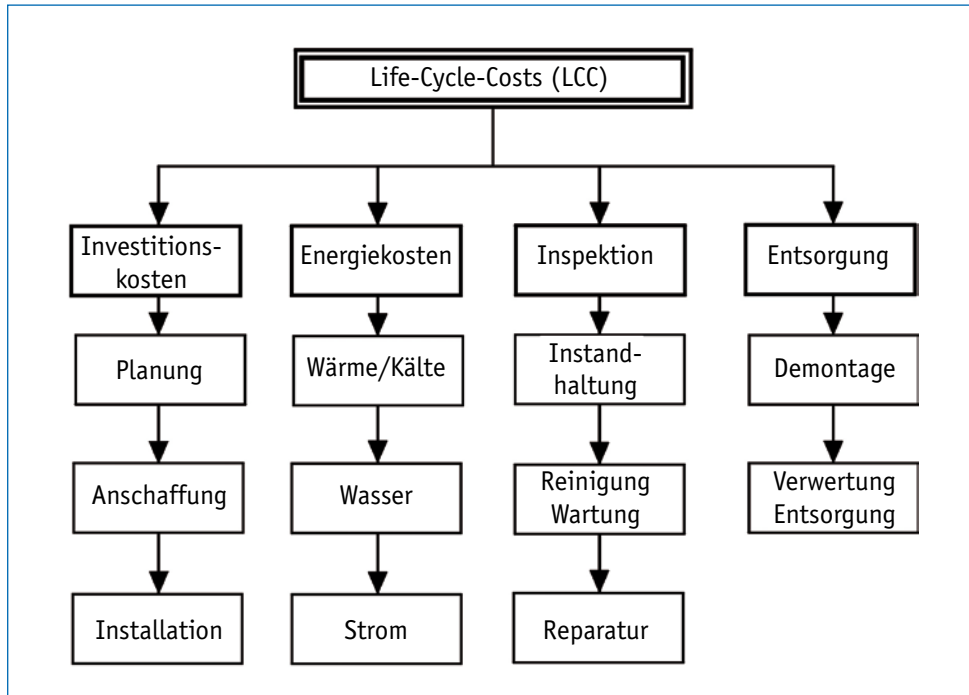 Life-Cycle-Costs (LCC)
Investitions-
kosten
Energiekosten
Inspektion
Entsorgung
Planung
Wärme/Kälte
Instand-
haltung
Demontage
Anschaffung
Wasser
Reinigung
Wartung
Verwertung
Entsorgung
Installation
Strom
Reparatur